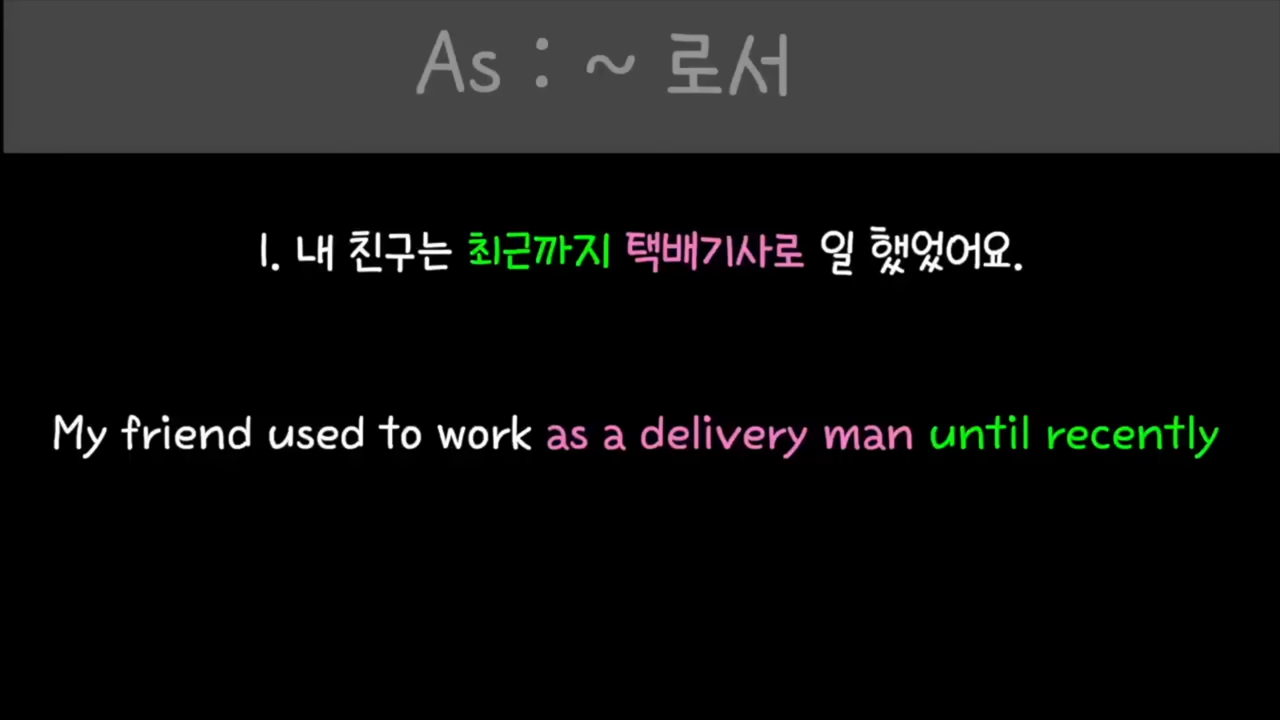 As : ~ 로서
1. 내 친구는 최근까지 택배기사로 일 했었어요.
My friend used to work as a delivery man until recently